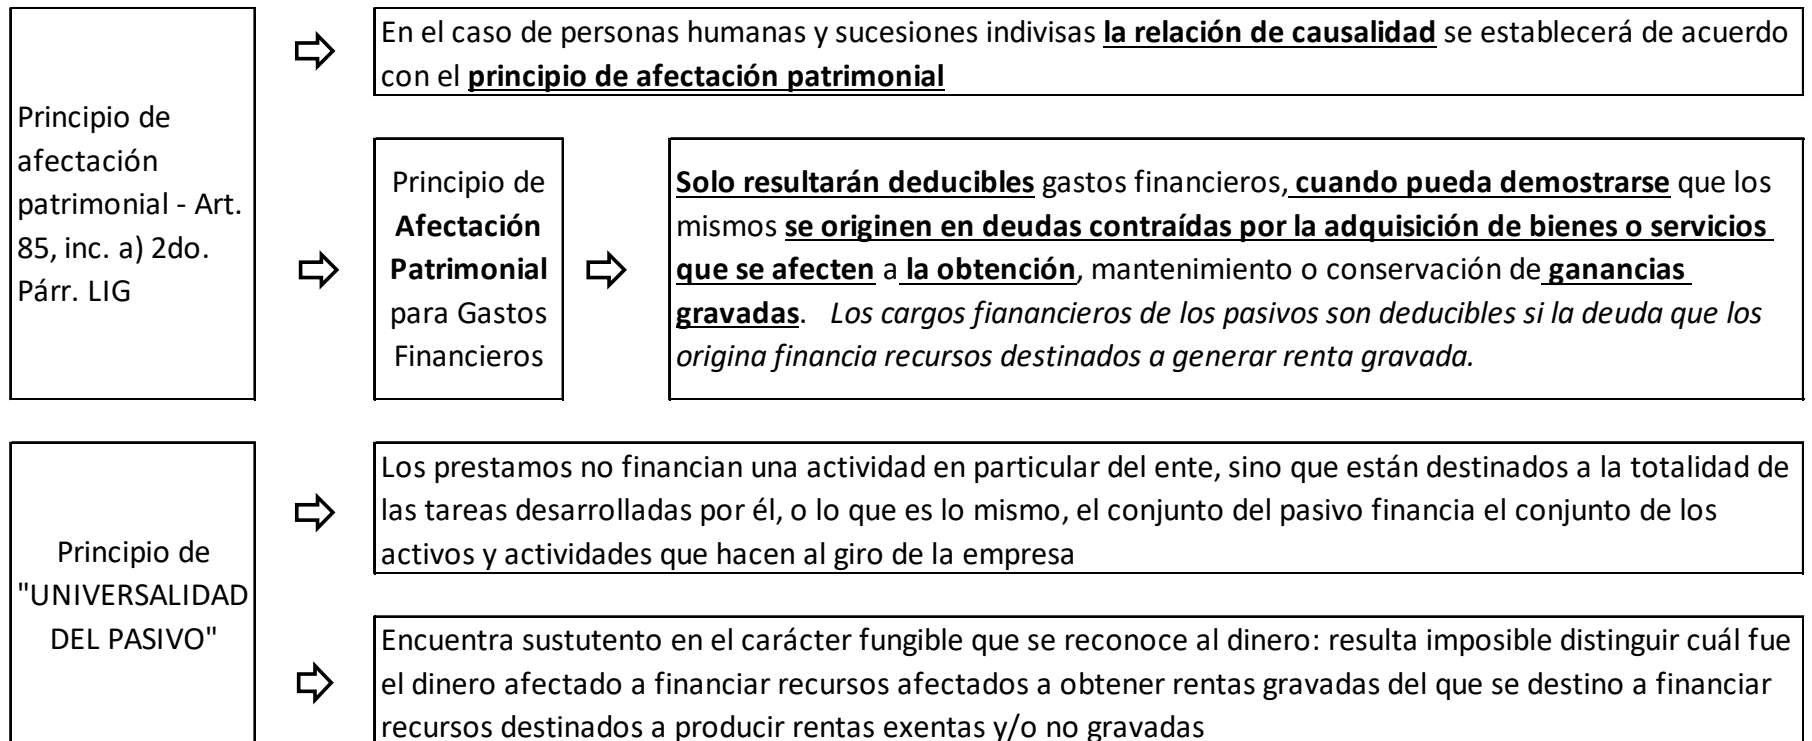 Principio de
afectación
patrimonial - Art.
85, inc. a) 2do.
Párr. LIG
En el caso de personas humanas y sucesiones indivisas la relación de causalidad se establecerá de acuerdo
con el principio de afectación patrimonial
Principio de
Afectación
Patrimonial
para Gastos
Financieros
Solo resultarán deducibles gastos financieros, cuando pueda demostrarse que los
mismos se originen en deudas contraídas por la adquisición de bienes o servicios
que se afecten a la obtención, mantenimiento o conservación de ganancias
gravadas. Los cargos fianancieros de los pasivos son deducibles si la deuda que los
origina financia recursos destinados a generar renta gravada.
Principio de
"UNIVERSALIDAD
DEL PASIVO"
Los prestamos no financian una actividad en particular del ente, sino que están destinados a la totalidad de
las tareas desarrolladas por él, o lo que es lo mismo, el conjunto del pasivo financia el conjunto de los
activos y actividades que hacen al giro de la empresa
Encuentra sustutento en el carácter fungible que se reconoce al dinero: resulta imposible distinguir cuál fue
el dinero afectado a financiar recursos afectados a obtener rentas gravadas del que se destino a financiar
recursos destinados a producir rentas exentas y/o no gravadas